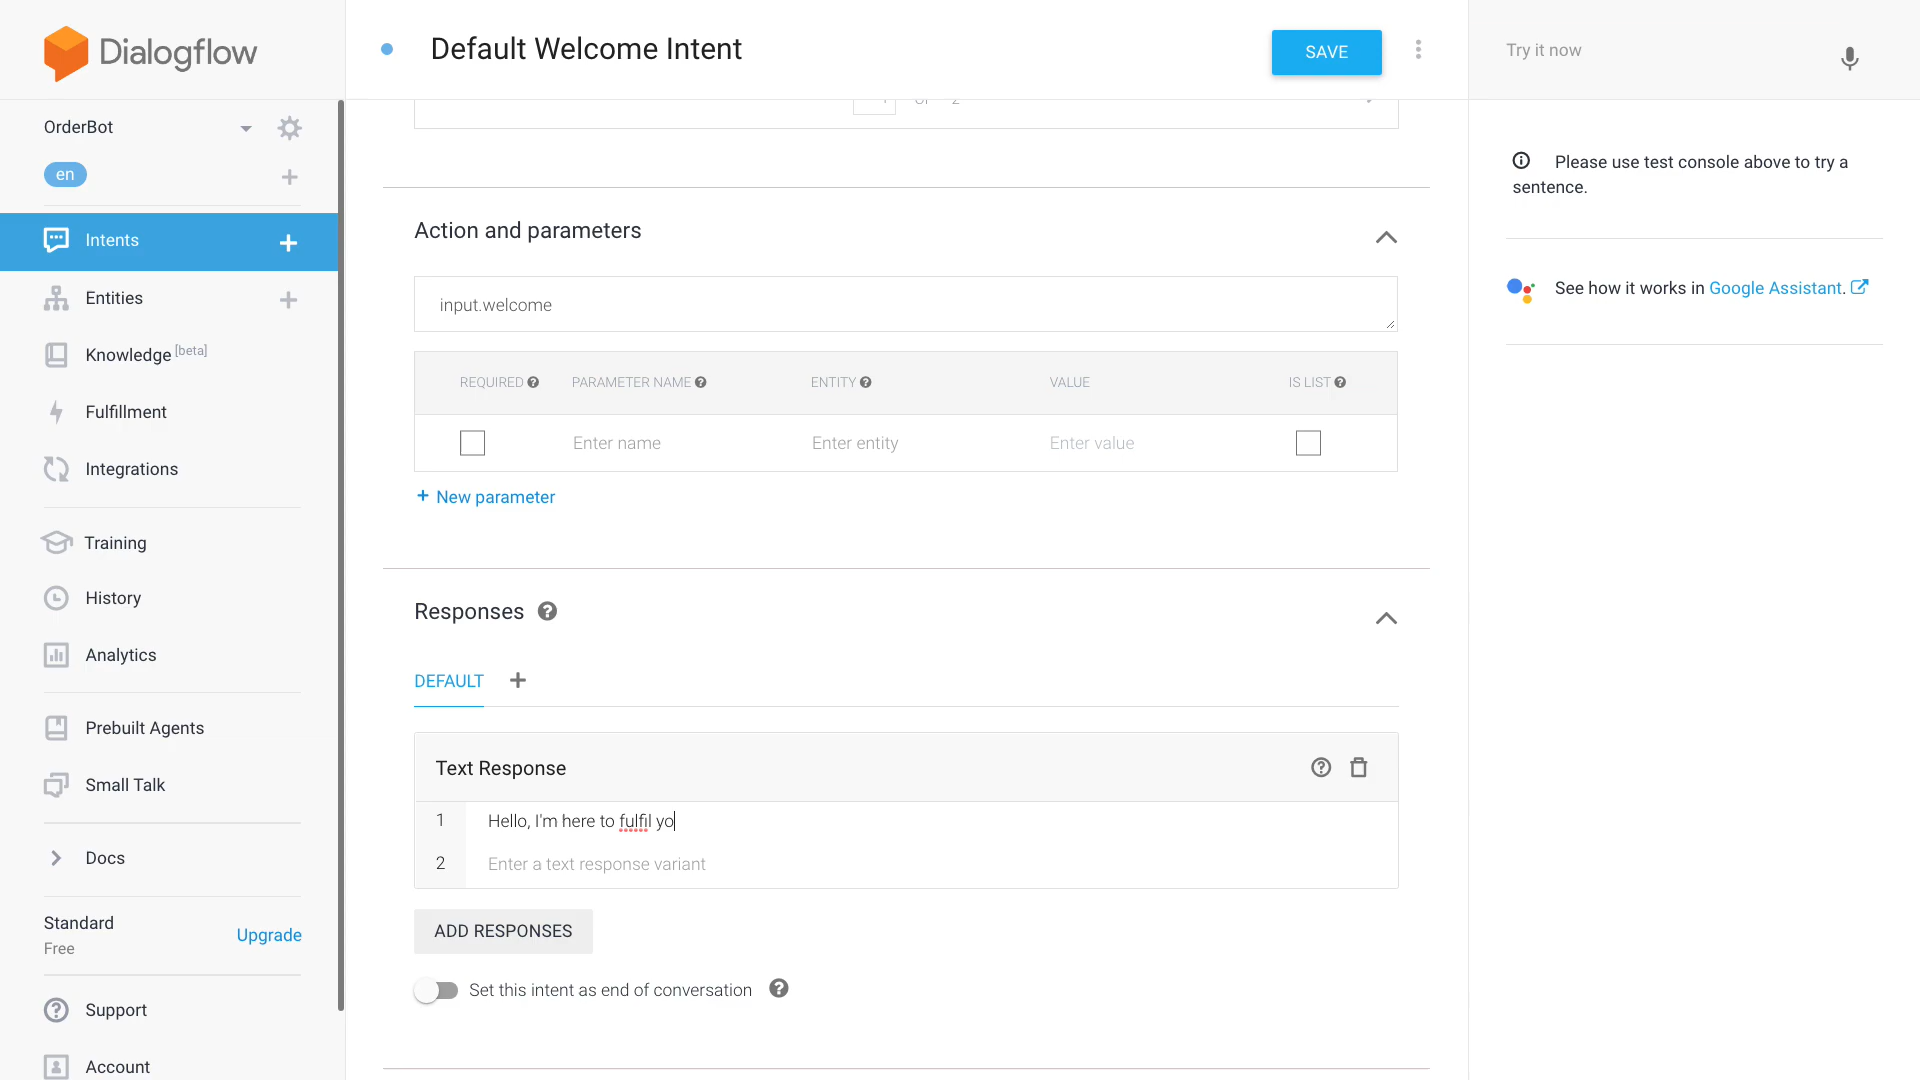 Dialogflow
OrderBot
en
Intents
Entities
Knowledge [beta]
Fulfillment
Integrations
Training
History
Analytics
Prebuilt Agents
Small Talk
Docs
Standard
Free
Upgrade
Support
Account
Default Welcome Intent
SAVE
Action and parameters
input.welcome
REQUIRED PARAMETER NAME ENTITY VALUE IS LIST
Enter name Enter entity Enter value
+ New parameter
Responses
DEFAULT
Text Response
1 Hello, I'm here to fulfil yo
2 Enter a text response variant
ADD RESPONSES
Set this intent as end of conversation
Try it now
Please use test console above to try a
sentence.
See how it works in Google Assistant.